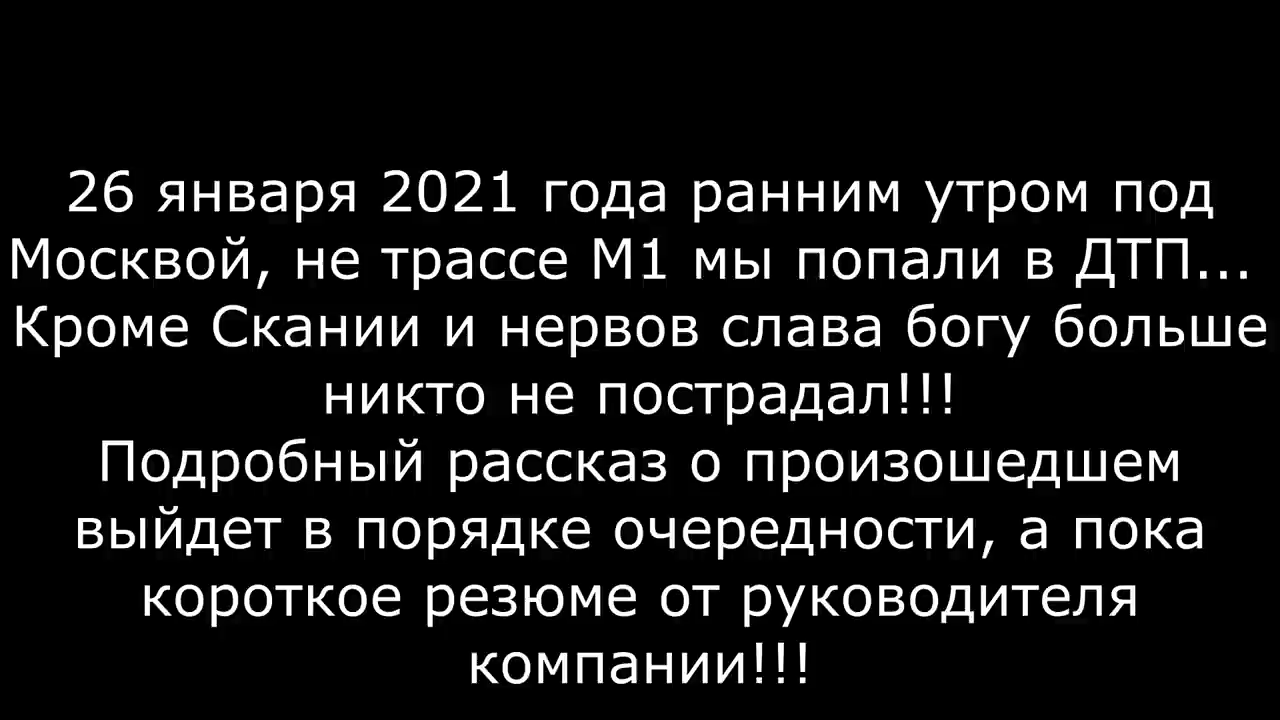 26 января 2021 года ранним утром под
Москвой, не трассе М1 мы попали в ДТП...
Кроме Скании и нервов слава богу больше
никто не пострадал!!!
Подробный рассказ о произошедшем
выйдет в порядке очередности, а пока
короткое резюме от руководителя
компании!!!